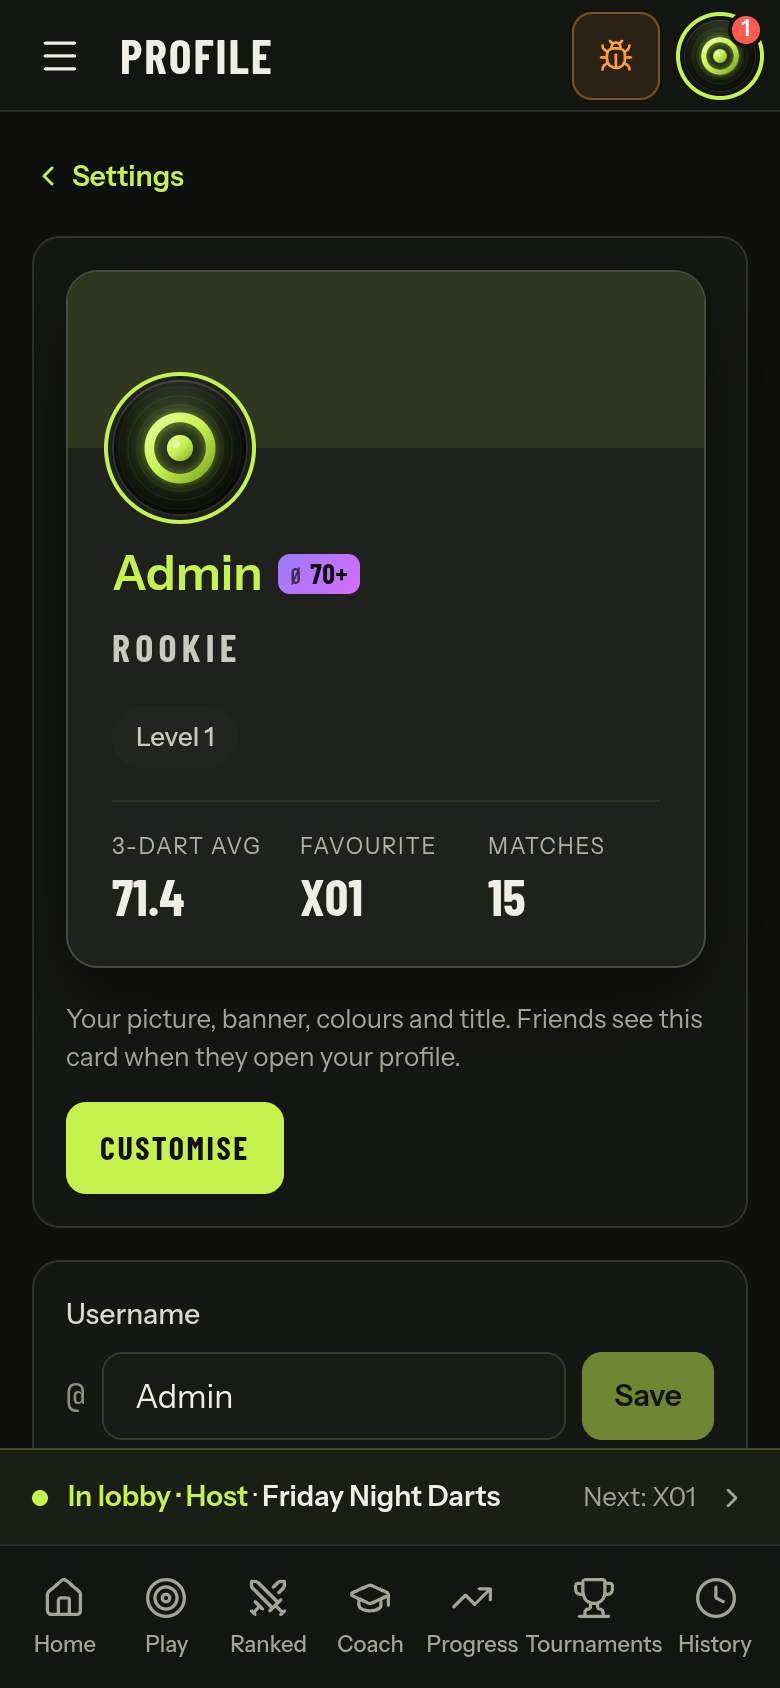 PROFILE
1
Settings
Admin
Ø 70+
ROOKIE
Level 1
3-DART AVG FAVOURITE MATCHES
71.4 X01 15
Your picture, banner, colours and title. Friends see this
card when they open your profile.
CUSTOMISE
Username
@ Admin Save
In lobby · Host · Friday Night Darts Next: X01
Home Play Ranked Coach Progress Tournaments History